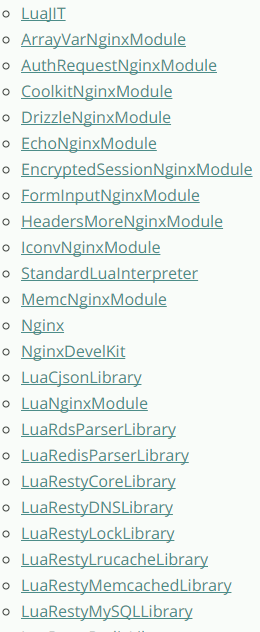 LuaJIT
ArrayVarNginxModule
AuthRequestNginxModule
CoolkitNginxModule
DrizzleNginxModule
EchoNginxModule
EncryptedSessionNginxModule
FormInputNginxModule
HeadersMoreNginxModule
IconvNginxModule
StandardLuaInterpreter
MemcNginxModule
Nginx
NginxDevelKit
LuaCjsonLibrary
LuaNginxModule
LuaRdsParserLibrary
LuaRedisParserLibrary
LuaRestyCoreLibrary
LuaRestyDNSLibrary
LuaRestyLockLibrary
LuaRestyLrucacheLibrary
LuaRestyMemcachedLibrary
LuaRestyMySQLLibrary